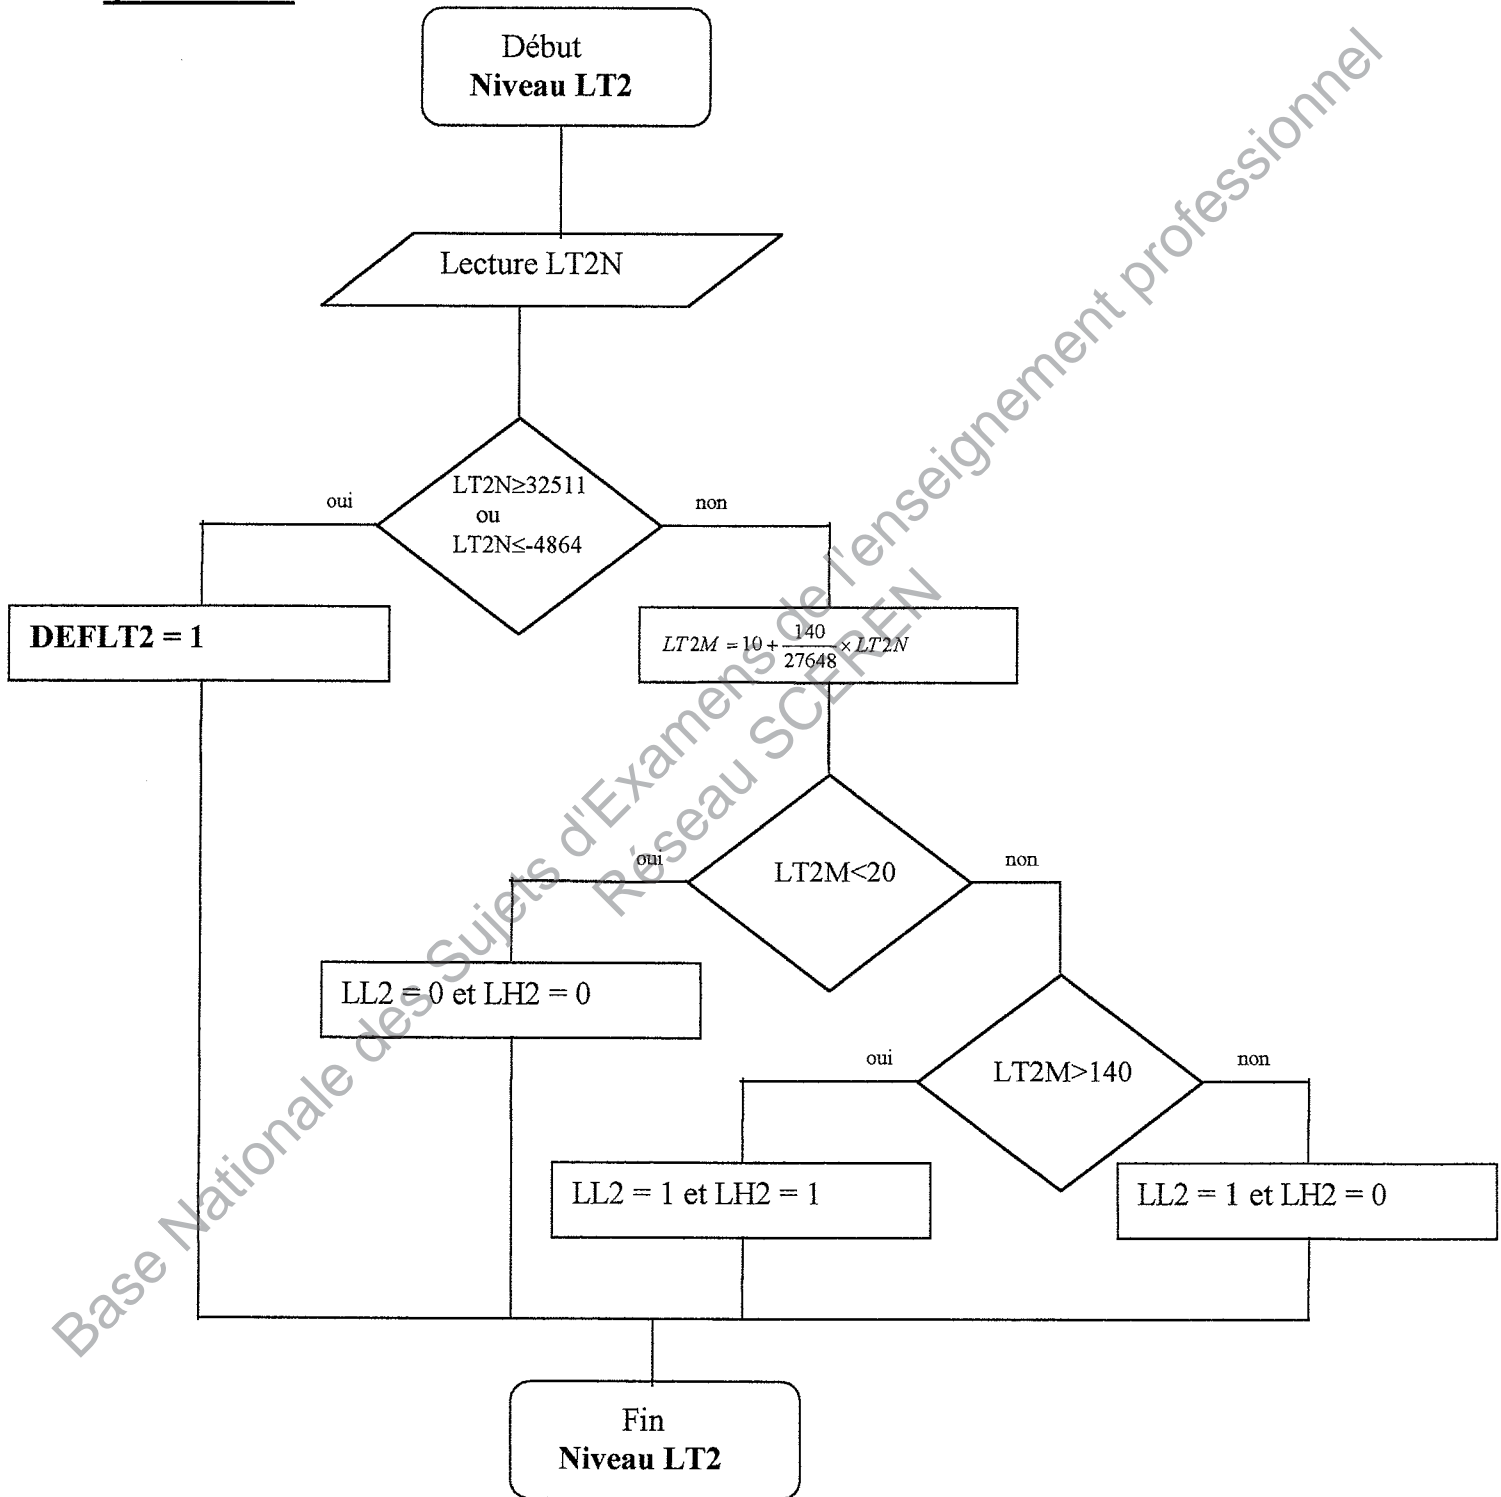 Début
Niveau LT2
Lecture LT2N
LT2N≥32511
ou
LT2N≤-4864
oui
non
DEFLT2 = 1
LT2M = 10 + 140/27648 × LT2N
LT2M<20
oui
non
LL2 = 0 et LH2 = 0
LT2M>140
oui
non
LL2 = 1 et LH2 = 1
LL2 = 1 et LH2 = 0
Fin
Niveau LT2
Base Nationale des Sujets d'Examens de l'enseignement professionnel
Réseau SCEREN